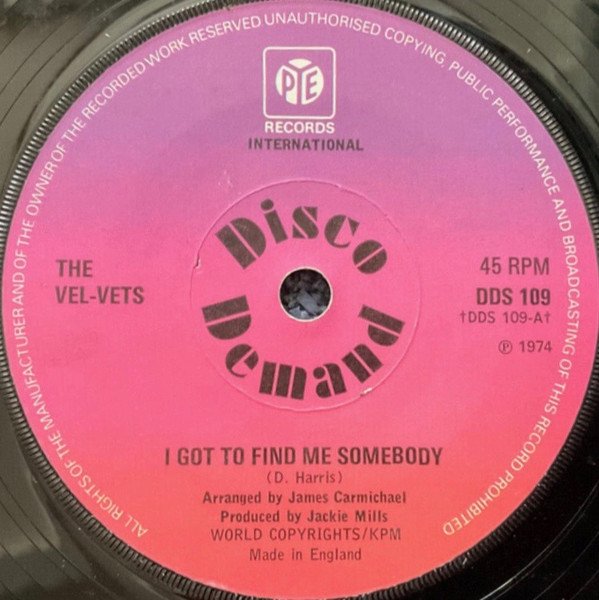 ALL RIGHTS OF THE MANUFACTURER AND OF THE OWNER OF THE RECORDED WORK RESERVED UNAUTHORISED COPYING, PUBLIC PERFORMANCE AND BROADCASTING OF THIS RECORD PROHIBITED
PYE
RECORDS
INTERNATIONAL
Disco
Demand
THE
VEL-VETS
45 RPM
DDS 109
†DDS 109-A†
℗ 1974
I GOT TO FIND ME SOMEBODY
(D. Harris)
Arranged by James Carmichael
Produced by Jackie Mills
WORLD COPYRIGHTS/KPM
Made in England